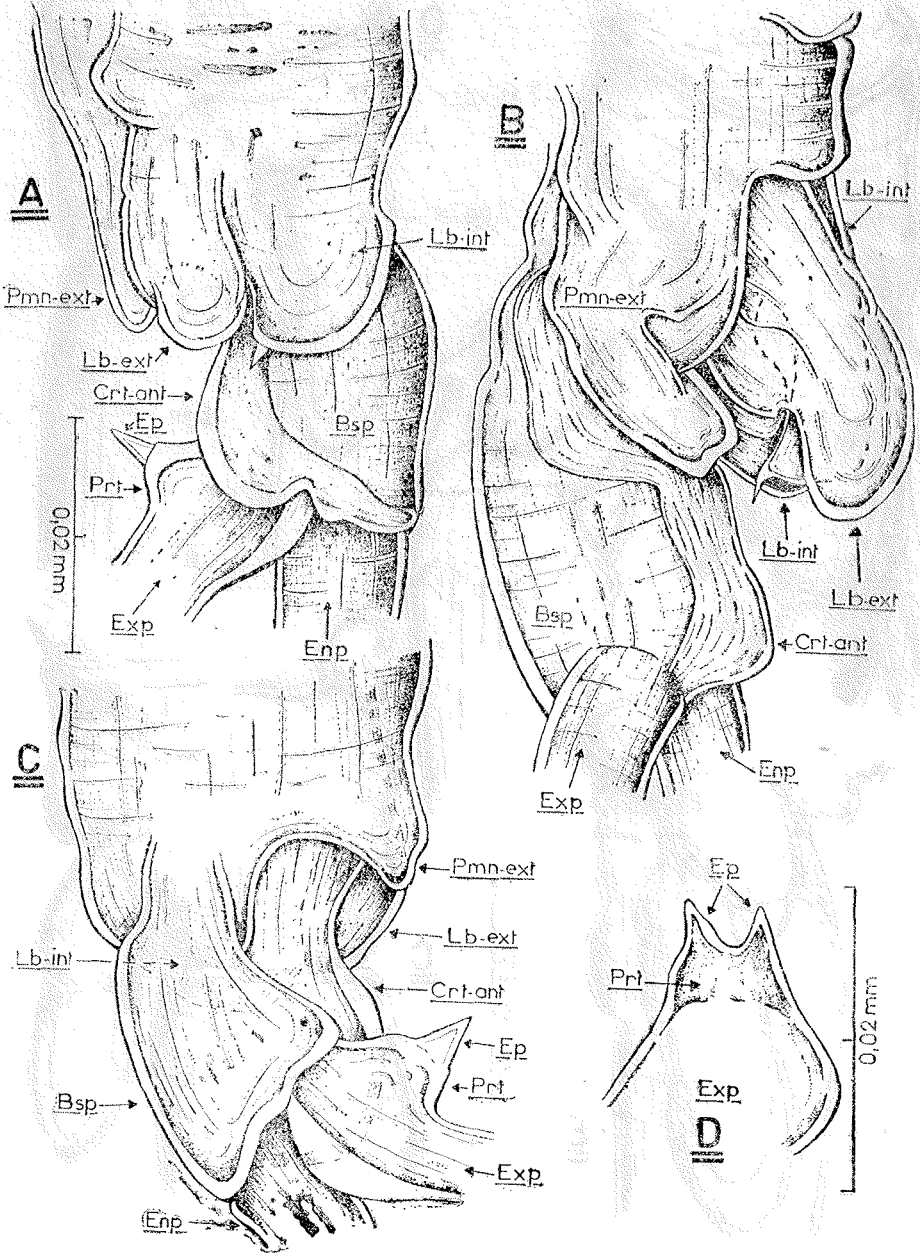 A
Pmn-ext
Lb-ext
Lb-int
Crt-ant
Ep
Bsp
Prt
0,02 mm
Exp
Enp
B
Lb-int
Pmn-ext
Lb-int
Lb-ext
Bsp
Crt-ant
Enp
Exp
C
Pmn-ext
Lb-ext
Lb-int
Crt-ant
Ep
Prt
Bsp
Exp
Enp
Ep
Prt
0,02 mm
Exp
D